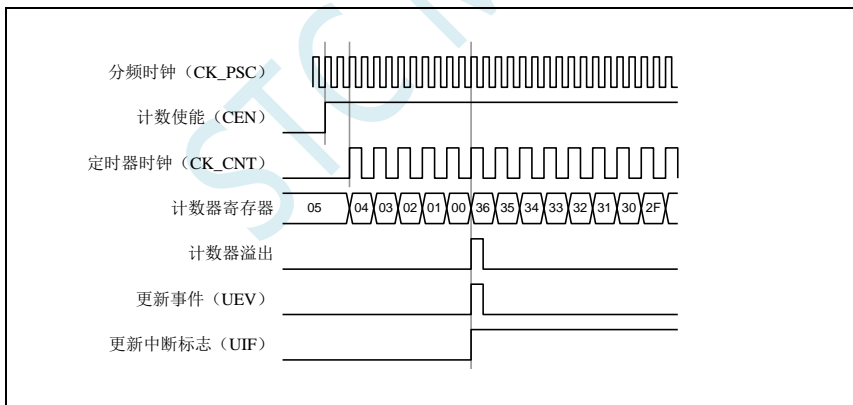 STC M
分频时钟（CK_PSC）
计数使能（CEN）
定时器时钟（CK_CNT）
计数器寄存器 05 04 03 02 01 00 36 35 34 33 32 31 30 2F
计数器溢出
更新事件（UEV）
更新中断标志（UIF）